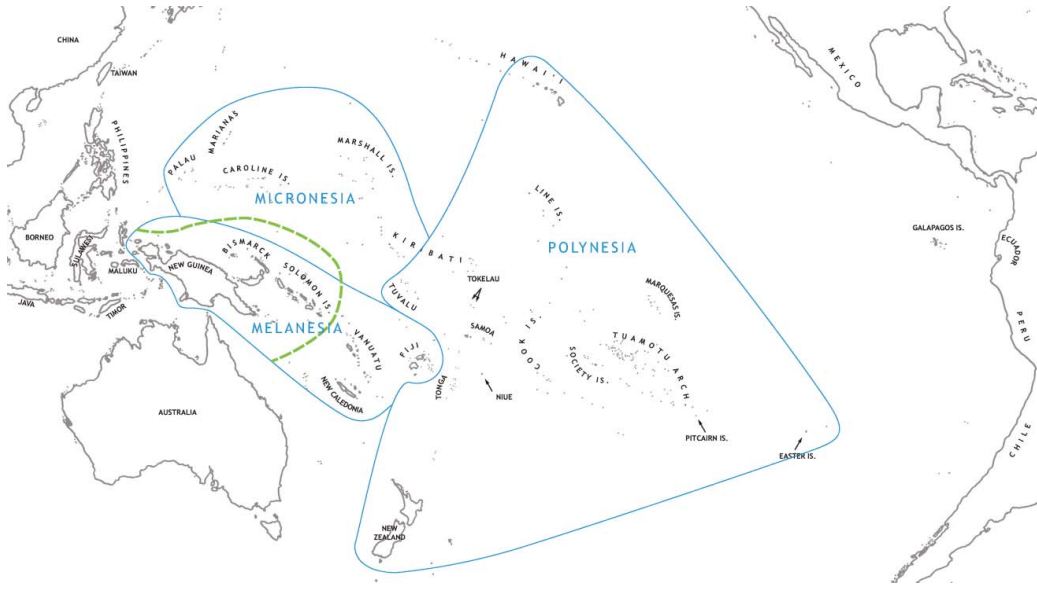 HAWAI'I
CHINA
MEXICO
TAIWAN
PHILIPPINES
MARIANAS
MARSHALL IS.
PALAU
CAROLINE IS.
MICRONESIA
LINE IS.
GALAPAGOS IS.
BORNEO
SULAWESI
MALUKU
NEW GUINEA
BISMARCK
KIRIBATI
POLYNESIA
ECUADOR
SOLOMON IS.
TOKELAU
TUVALU
MARQUESAS IS.
JAVA
TIMOR
MELANESIA
VANUATU
FIJI
SAMOA
COOK IS.
SOCIETY IS.
TUAMOTU ARCH.
PERU
NEW CALEDONIA
TONGA
NIUE
AUSTRALIA
PITCAIRN IS.
EASTER IS.
CHILE
NEW
ZEALAND